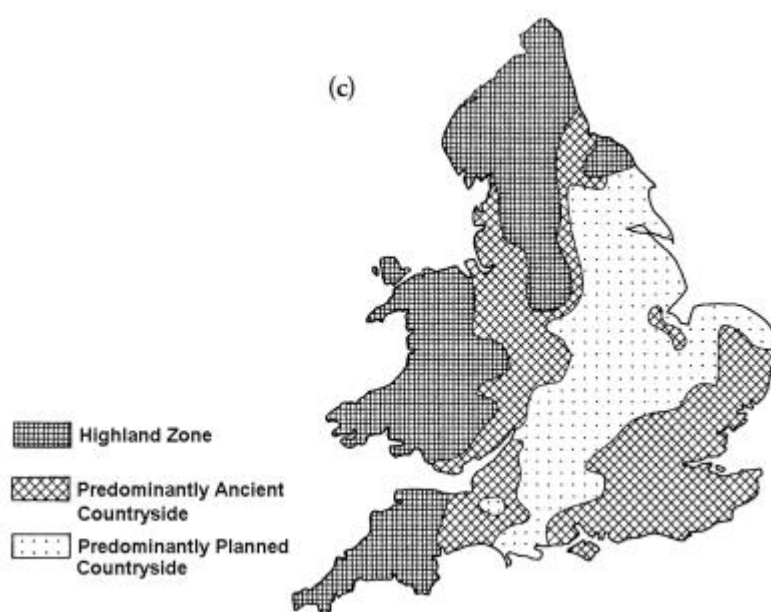 (c)
Highland Zone
Predominantly Ancient
Countryside
Predominantly Planned
Countryside